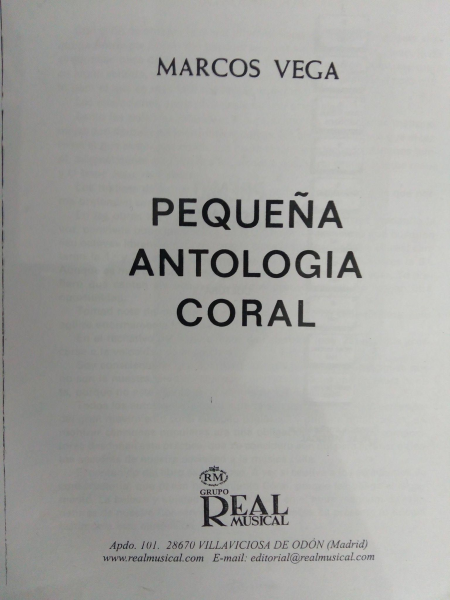 MARCOS VEGA
PEQUEÑA
ANTOLOGIA
CORAL
RM
GRUPO
REAL
MUSICAL
Apdo. 101. 28670 VILLAVICIOSA DE ODÓN (Madrid)
www.realmusical.com E-mail: editorial@realmusical.com